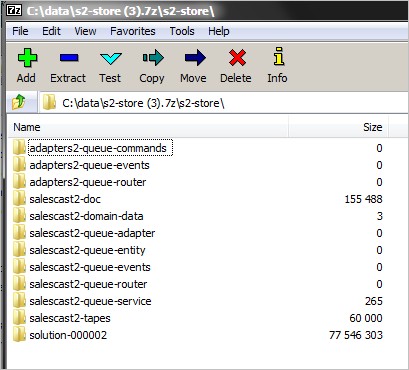 7z C:\data\s2-store (3).7z\s2-store\
File Edit View Favorites Tools Help
Add Extract Test Copy Move Delete Info
C:\data\s2-store (3).7z\s2-store\
Name Size
adapters2-queue-commands 0
adapters2-queue-events 0
adapters2-queue-router 0
salescast2-doc 155 488
salescast2-domain-data 3
salescast2-queue-adapter 0
salescast2-queue-entity 0
salescast2-queue-events 0
salescast2-queue-router 0
salescast2-queue-service 265
salescast2-tapes 60 000
solution-000002 77 546 303